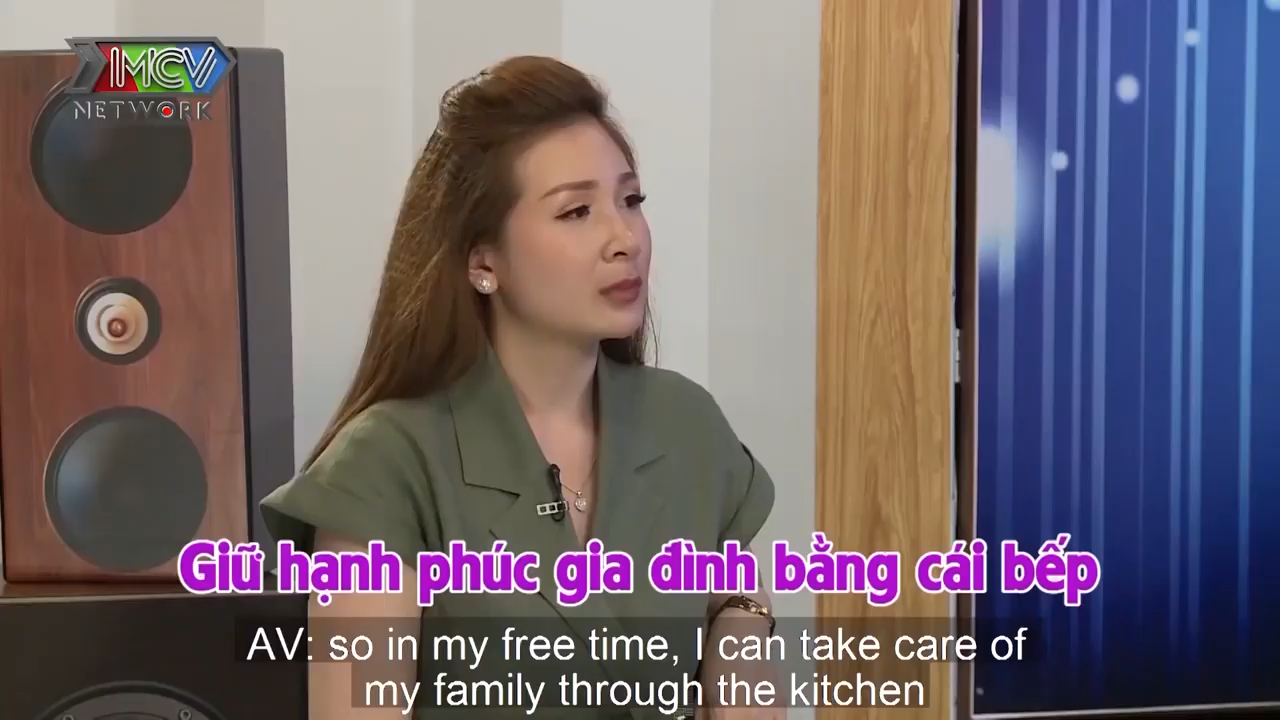 MCV
NETWORK
Giữ hạnh phúc gia đình bằng cái bếp
AV: so in my free time, I can take care of
my family through the kitchen